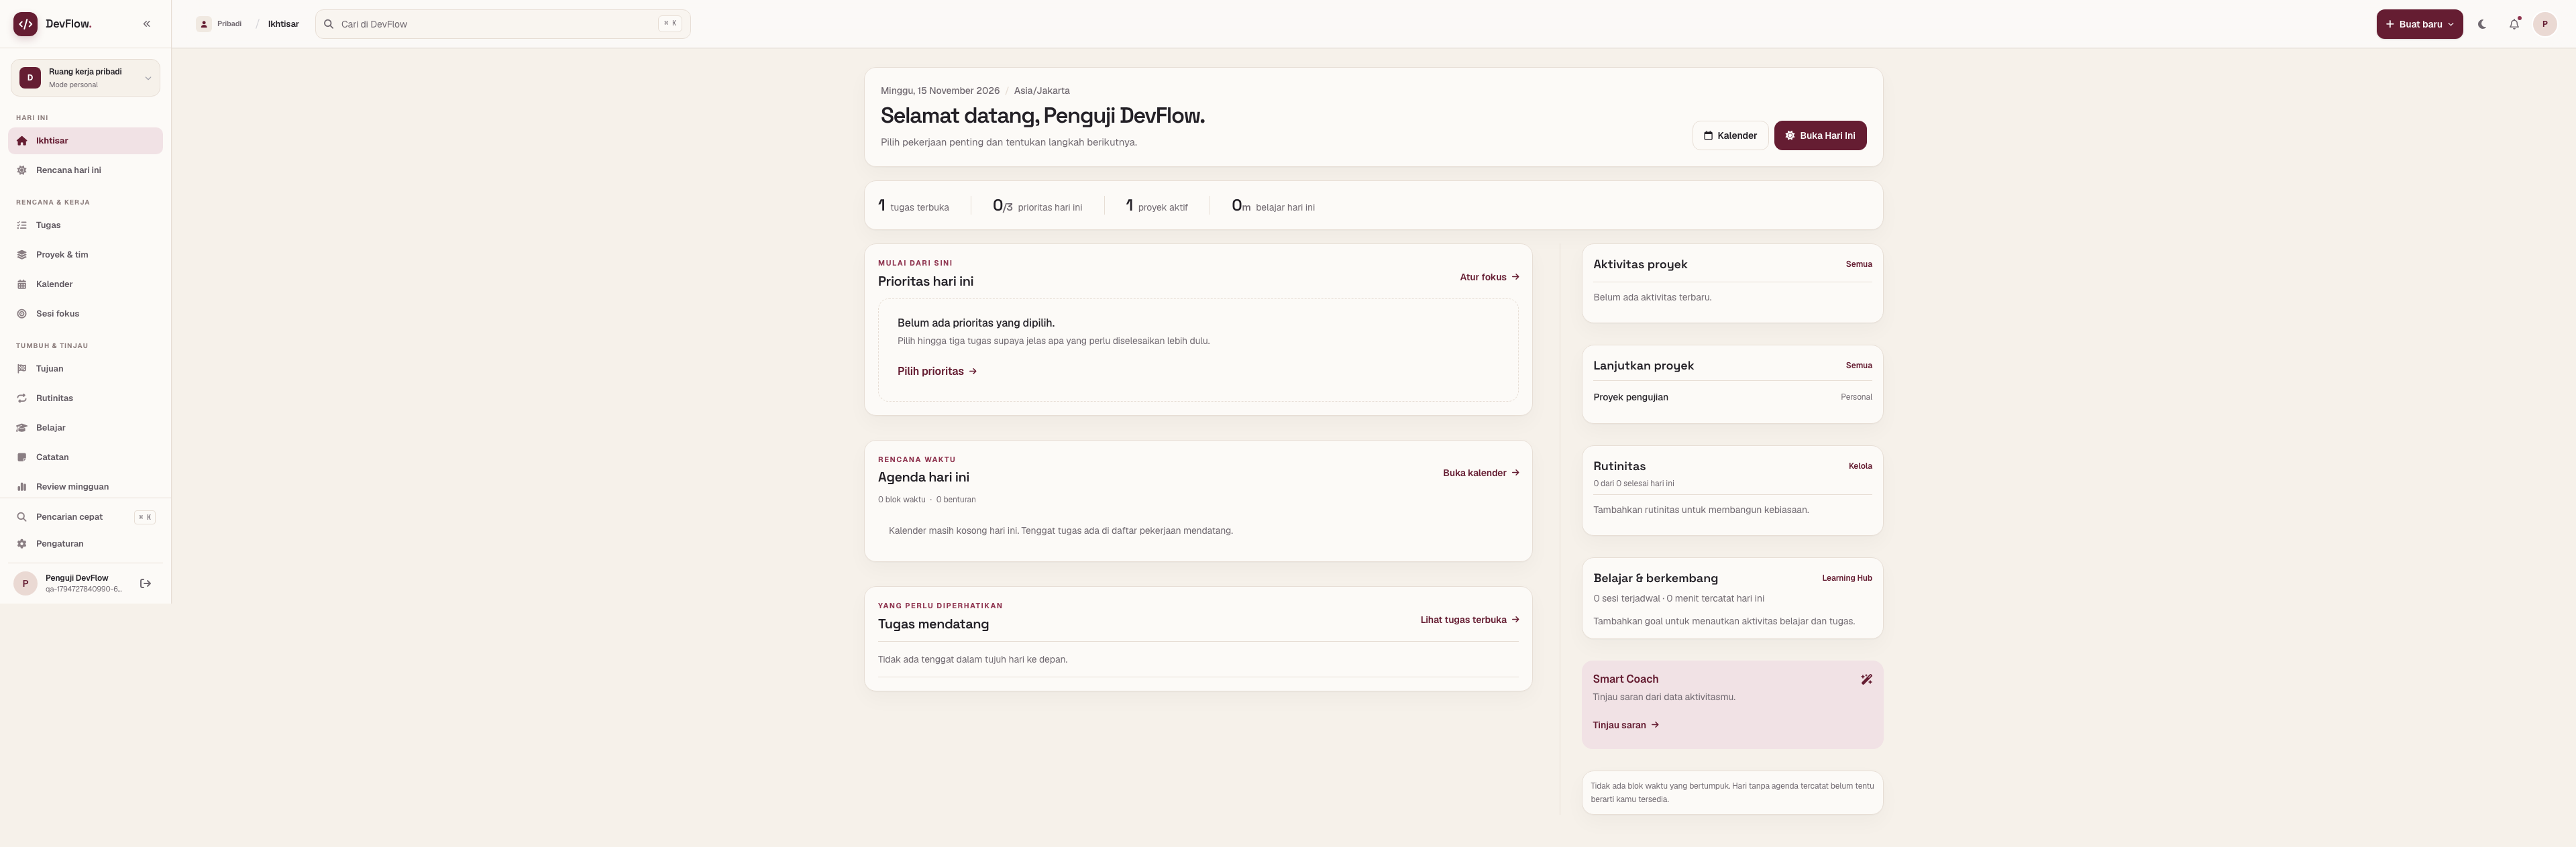 DevFlow.
Ruang kerja pribadi
Mode personal
HARI INI
Ikhtisar
Rencana hari ini
RENCANA & KERJA
Tugas
Proyek & tim
Kalender
Sesi fokus
TUMBUH & TINJAU
Tujuan
Rutinitas
Belajar
Catatan
Review mingguan
Pencarian cepat ⌘ K
Pengaturan
P Penguji DevFlow
qa-1794727840990-6...
Pribadi / Ikhtisar
Cari di DevFlow ⌘ K
Buat baru
P
Minggu, 15 November 2026 / Asia/Jakarta
Selamat datang, Penguji DevFlow.
Pilih pekerjaan penting dan tentukan langkah berikutnya.
Kalender
Buka Hari Ini
1 tugas terbuka
0/3 prioritas hari ini
1 proyek aktif
0m belajar hari ini
MULAI DARI SINI
Prioritas hari ini
Atur fokus →
Belum ada prioritas yang dipilih.
Pilih hingga tiga tugas supaya jelas apa yang perlu diselesaikan lebih dulu.
Pilih prioritas →
RENCANA WAKTU
Agenda hari ini
Buka kalender →
0 blok waktu · 0 benturan
Kalender masih kosong hari ini. Tenggat tugas ada di daftar pekerjaan mendatang.
YANG PERLU DIPERHATIKAN
Tugas mendatang
Lihat tugas terbuka →
Tidak ada tenggat dalam tujuh hari ke depan.
Aktivitas proyek
Semua
Belum ada aktivitas terbaru.
Lanjutkan proyek
Semua
Proyek pengujian
Personal
Rutinitas
Kelola
0 dari 0 selesai hari ini
Tambahkan rutinitas untuk membangun kebiasaan.
Belajar & berkembang
Learning Hub
0 sesi terjadwal · 0 menit tercatat hari ini
Tambahkan goal untuk menautkan aktivitas belajar dan tugas.
Smart Coach
Tinjau saran dari data aktivitasmu.
Tinjau saran →
Tidak ada blok waktu yang bertumpuk. Hari tanpa agenda tercatat belum tentu
berarti kamu tersedia.